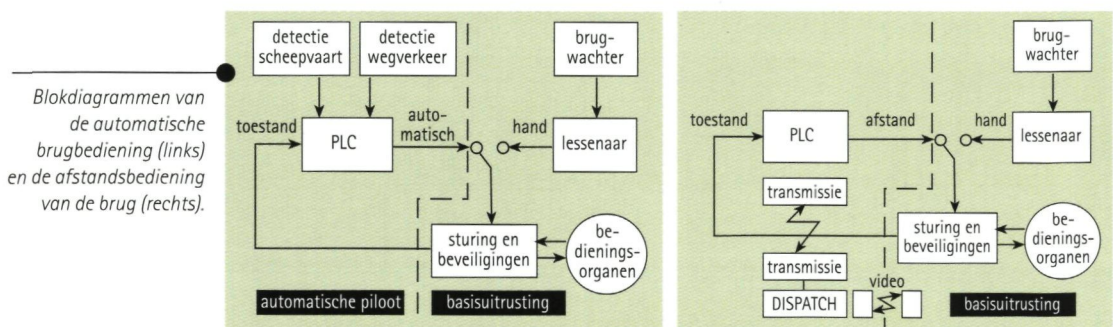 Blokdiagrammen van
de automatische
brugbediening (links)
en de afstandsbediening
van de brug (rechts).
detectie
scheepvaart
detectie
wegverkeer
brug-
wachter
toestand
PLC
auto-
matisch
hand
lessenaar
sturing en
beveiligingen
be-
dienings-
organen
automatische piloot
basisuitrusting
brug-
wachter
toestand
PLC
afstand
hand
lessenaar
transmissie
sturing en
beveiligingen
be-
dienings-
organen
transmissie
video
DISPATCH
basisuitrusting